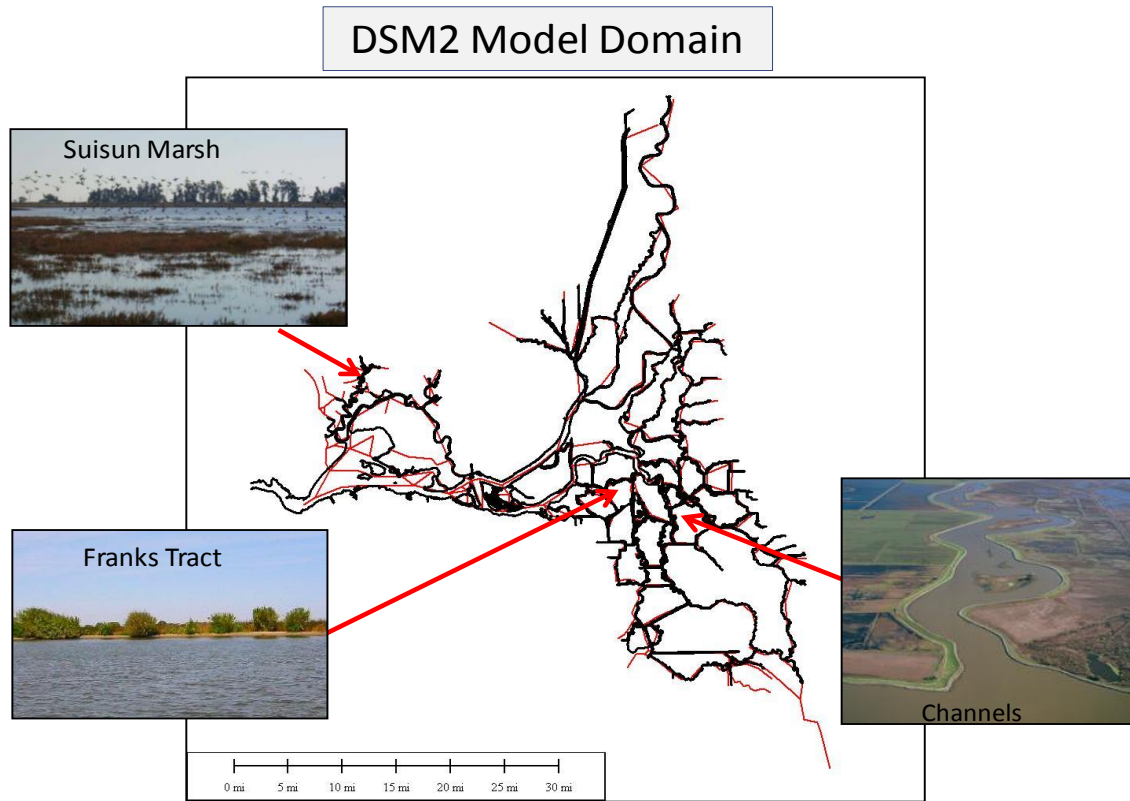 DSM2 Model Domain
Suisun Marsh
Franks Tract
Channels
0 mi 5 mi 10 mi 15 mi 20 mi 25 mi 30 mi